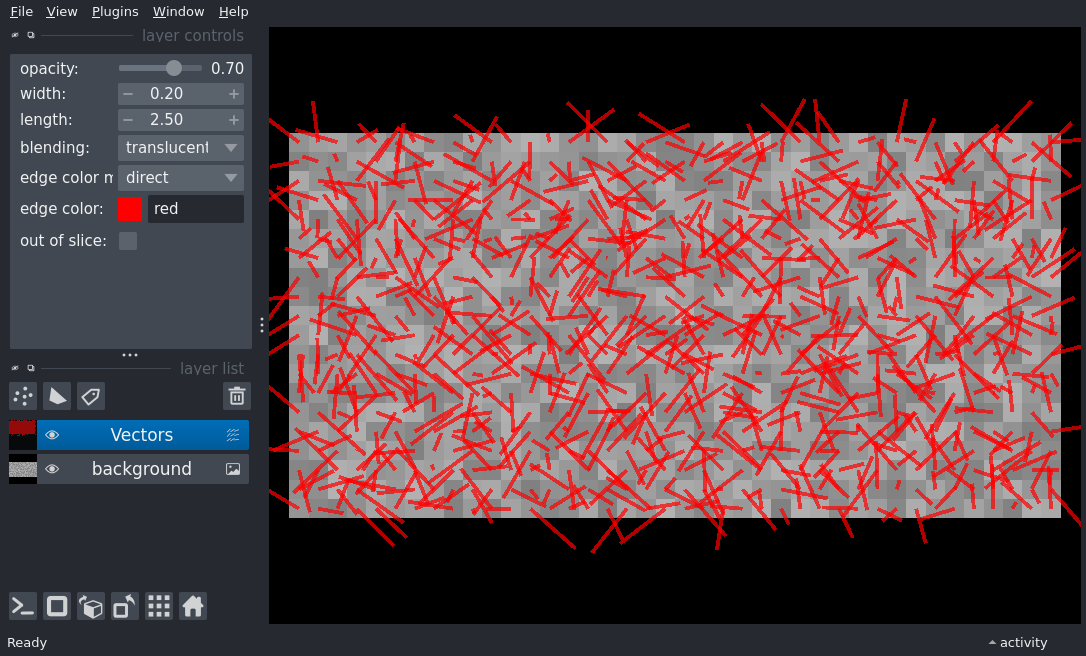 File View Plugins Window Help
layer controls
opacity: 0.70
width: − 0.20 +
length: − 2.50 +
blending: translucent
edge color m direct
edge color: red
out of slice:
layer list
Vectors
background
Ready activity